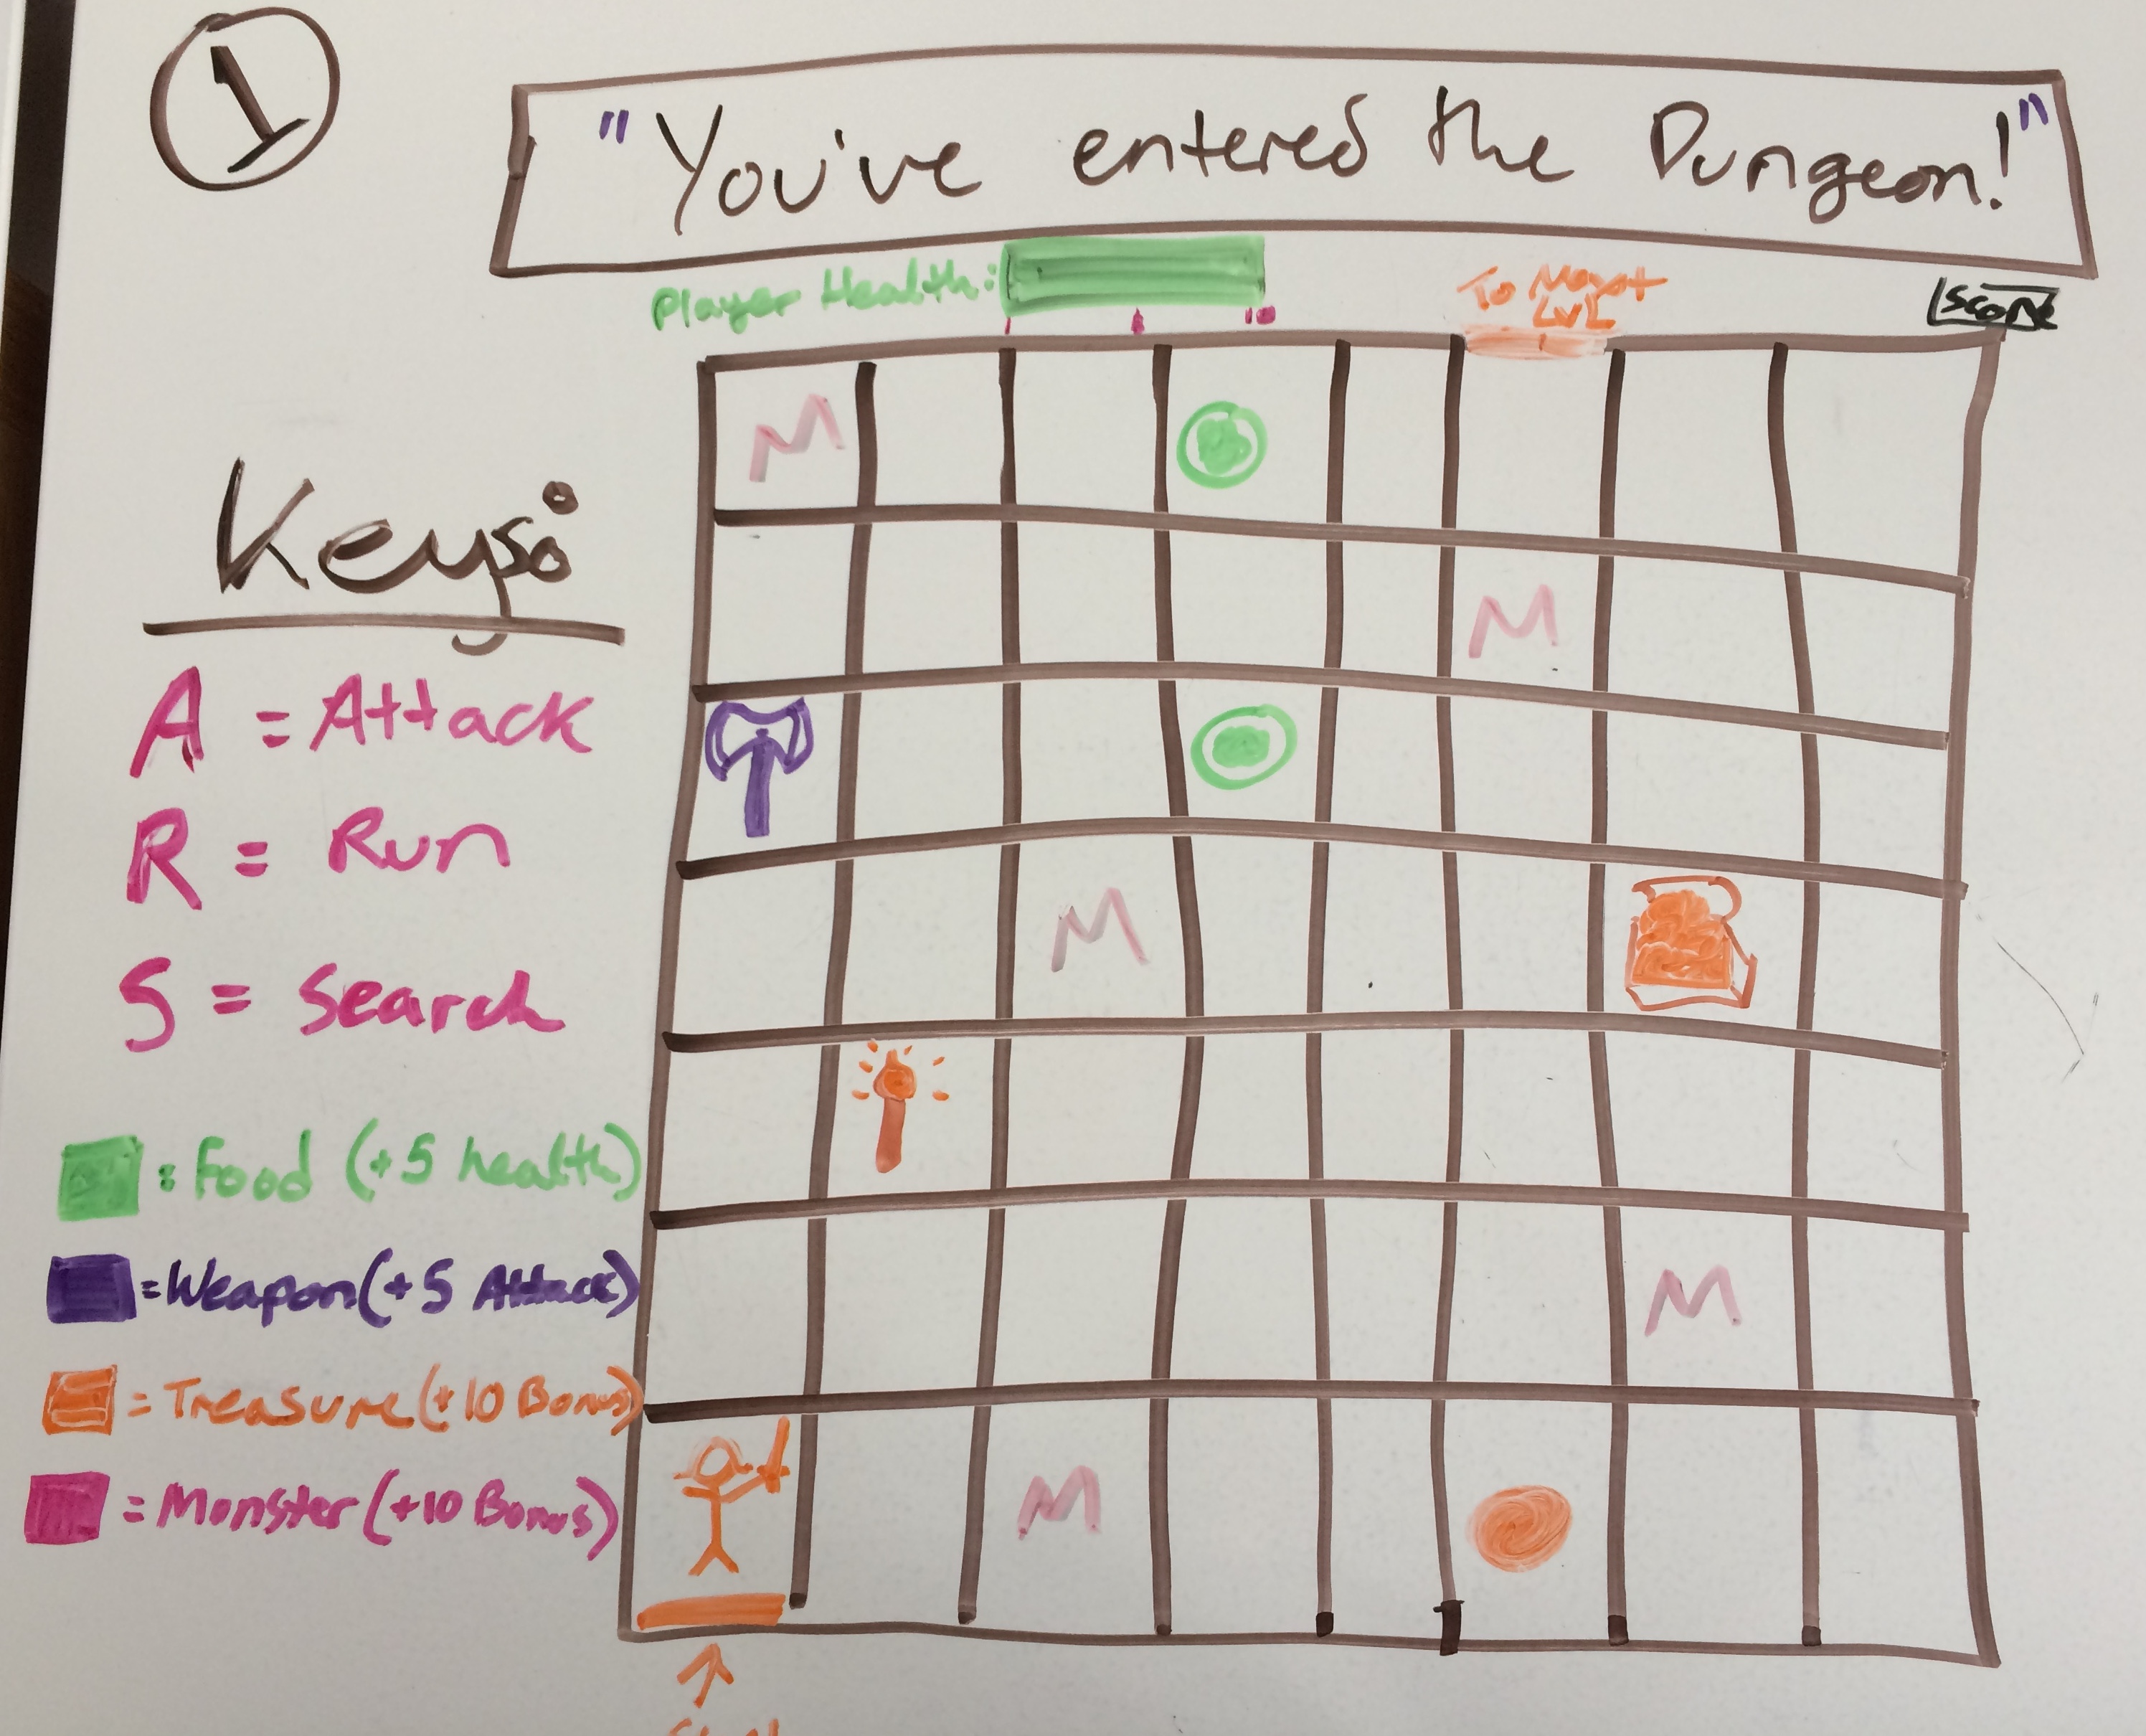 1
"You've entered the Dungeon!"
Player Health:
To Next
LVL
Score
Keys:
A = Attack
R = Run
S = Search
: Food (+5 health)
= Weapon (+5 Attack)
= Treasure (+10 Bonus)
= Monster (+10 Bonus)
M
M
M
M
M